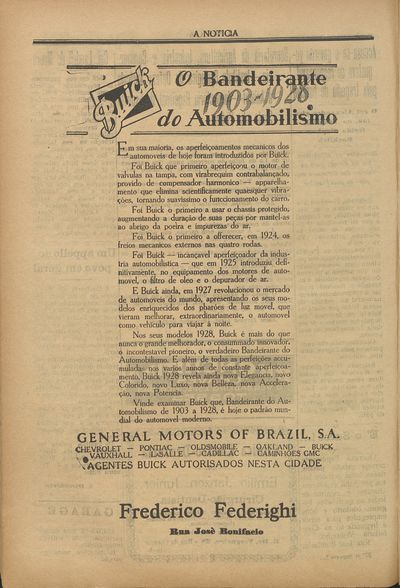 A NOTICIA
Buick
O Bandeirante
1903-1928
do Automobilismo
Em sua maioria, os aperfeiçoamentos mecanicos dos
automoveis de hoje foram introduzidos por Buick.
Foi Buick que primeiro aperfeiçoou o motor de
valvulas na tampa, com virabrequim contrabalançado,
provido de compensador harmonico — apparelha-
mento que elimina scientificamente quaesquer vibra-
ções, tornando suavissimo o funccionamento do carro.
Foi Buick o primeiro a usar o chassis protegido,
augmentando a duração de suas peças por mantel-as
ao abrigo da poeira e impurezas do ar.
Foi Buick o primeiro a offerecer, em 1924, os
freios mecanicos externos nas quatro rodas.
Foi Buick — incançavel aperfeiçoador da indus-
tria automobilistica — que em 1925 introduziu defi-
nitivamente, no equipamento dos motores de auto-
movel, o filtro de oleo e o depurador de ar.
E Buick ainda, em 1927 revolucionou o mercado
de automoveis do mundo, apresentando os seus mo-
delos enriquecidos dos pharóes de luz movel, que
vieram melhorar, extraordinariamente, o automovel
como vehiculo para viajar à noite.
Nos seus modelos 1928, Buick é mais do que
nunca o grande melhorador, o consummado innovador,
o incontestavel pioneiro, o verdadeiro Bandeirante do
Automobilismo. E além de todas as perfeições accu-
muladas nos varios annos de constante aperfeiçoa-
mento, Buick 1928 revela ainda nova Elegancia, novo
Colorido, novo Luxo, nova Belleza, nova Accelera-
ção, nova Potencia.
Vinde examinar Buick que, Bandeirante do Au-
tomobilismo de 1903 a 1928, é hoje o padrão mun-
dial do automovel moderno.
GENERAL MOTORS OF BRAZIL, S.A.
CHEVROLET — PONTIAC — OLDSMOBILE — OAKLAND — BUICK
VAUXHALL — LASALLE — CADILLAC — CAMINHÕES GMC
AGENTES BUICK AUTORISADOS NESTA CIDADE
Frederico Federighi
Rua José Bonifacio